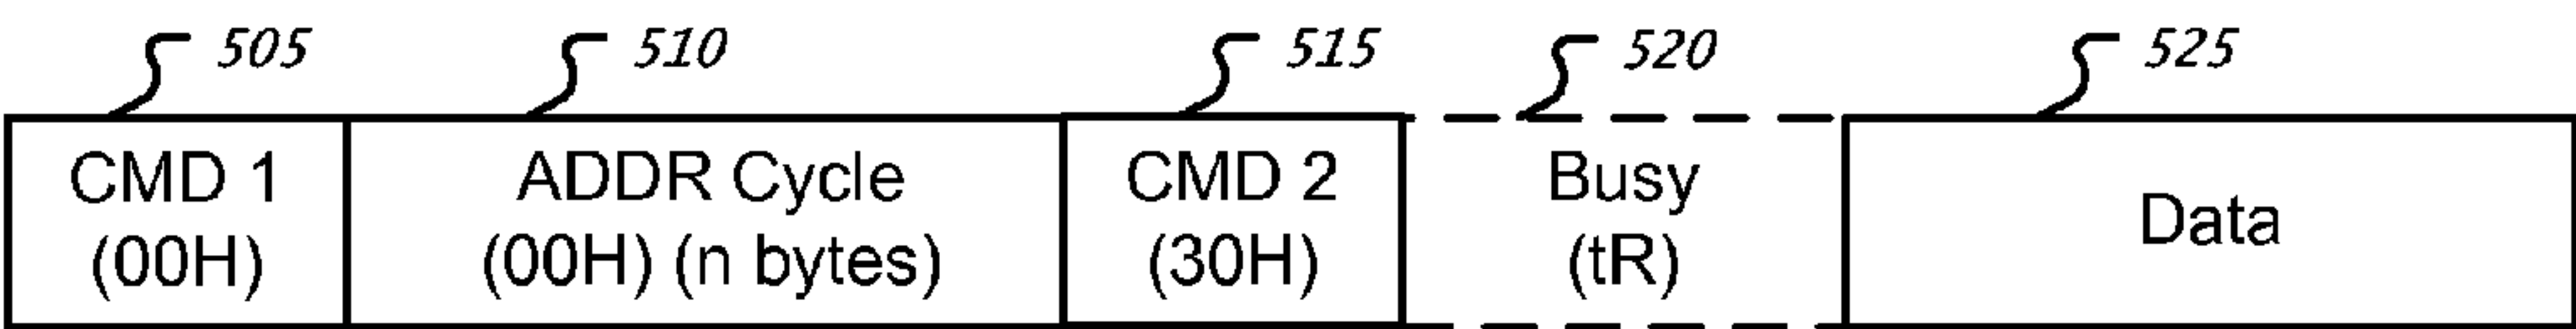 505 510 515 520 525
CMD 1 ADDR Cycle CMD 2 Busy Data
(00H) (00H) (n bytes) (30H) (tR)